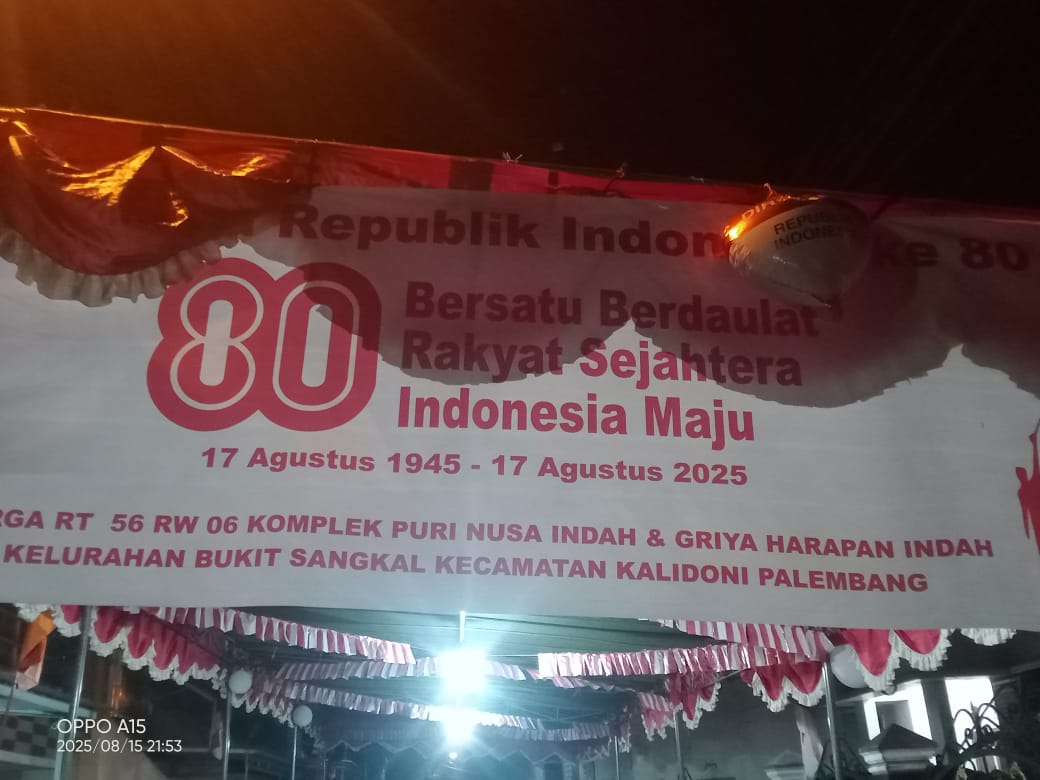 Republik Indon ke 80
REPUBLIK
INDONESIA
80
Bersatu Berdaulat
Rakyat Sejahtera
Indonesia Maju
17 Agustus 1945 - 17 Agustus 2025
RGA RT 56 RW 06 KOMPLEK PURI NUSA INDAH & GRIYA HARAPAN INDAH
KELURAHAN BUKIT SANGKAL KECAMATAN KALIDONI PALEMBANG
OPPO A15
2025/08/15 21:53